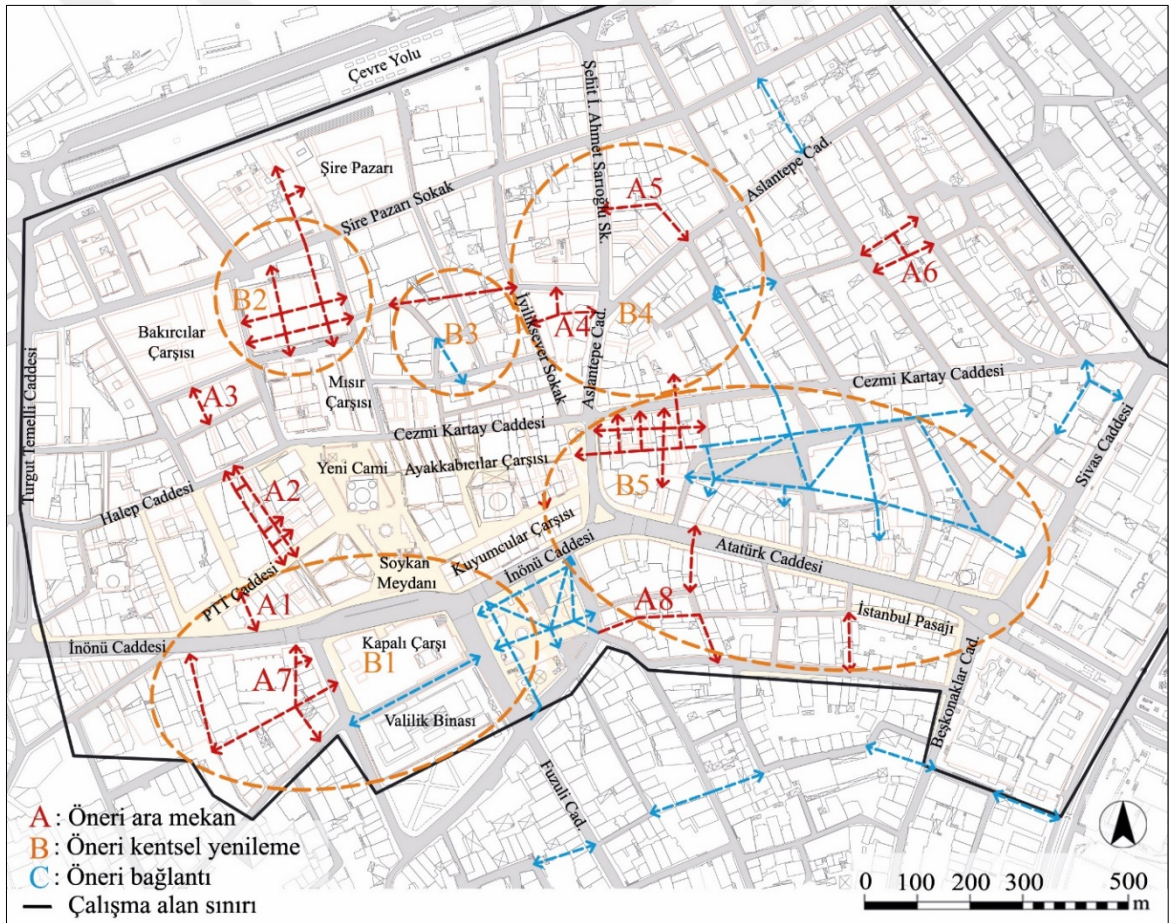 Çevre Yolu
Şire Pazarı
Şire Pazarı Sokak
Şehit İ. Ahmet Sarıoğlu Sk.
Aslantepe Cad.
A5
A6
B2
B3
A4
B4
Bakırcılar
Çarşısı
İyiliksever Sokak
Aslantepe Cad.
Turgut Temelli Caddesi
A3
Mısır
Çarşısı
Cezmi Kartay Caddesi
Cezmi Kartay Caddesi
Sivas Caddesi
Yeni Cami
Ayakkabıcılar Çarşısı
B5
Halep Caddesi
A2
Kuyumcular Çarşısı
Soykan
Meydanı
İnönü Caddesi
Atatürk Caddesi
PTT Caddesi
A1
A8
İstanbul Pasajı
İnönü Caddesi
Kapalı Çarşı
B1
A7
Valilik Binası
Beşkonaklar Cad.
Fuzuli Cad.
A : Öneri ara mekan
B : Öneri kentsel yenileme
C : Öneri bağlantı
Çalışma alan sınırı
0 100 200 300 400 500
m